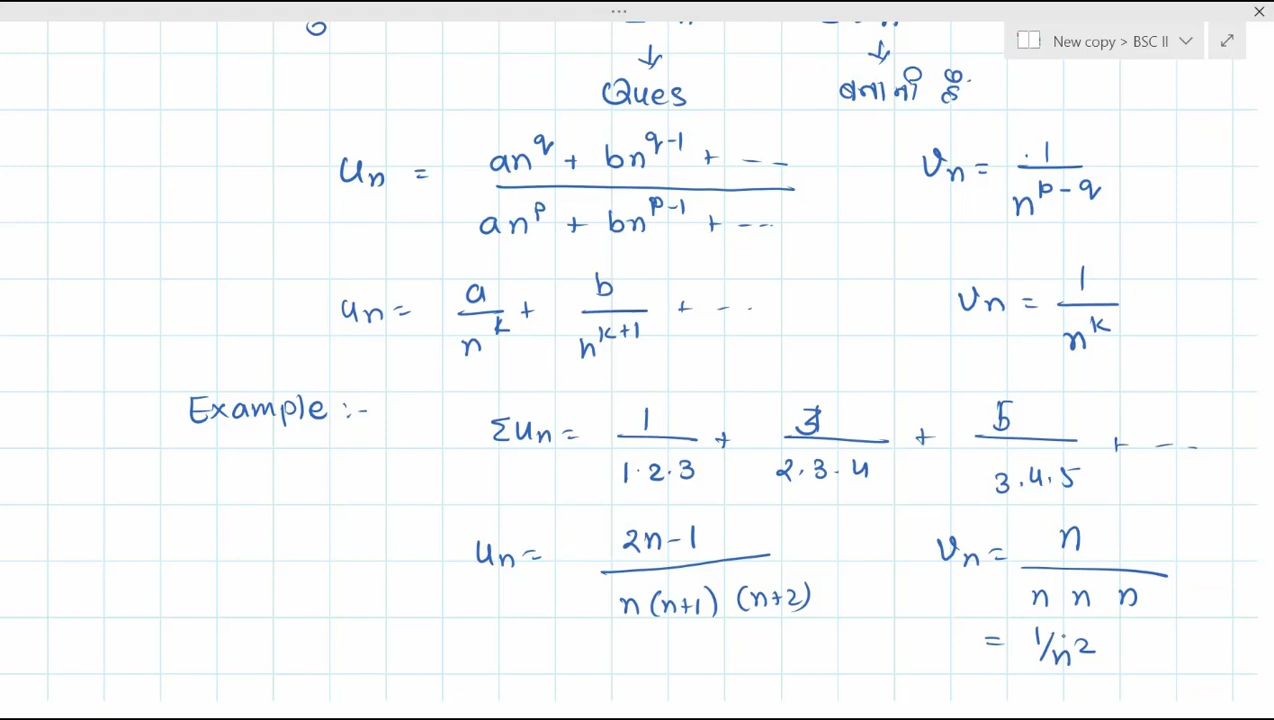 ...
New copy > BSC II
↓ ↓
Ques बनानी है.
uₙ = (an^q + bn^(q-1) + ---) / (an^p + bn^(p-1) + ---) vₙ = 1 / n^(p-q)
uₙ = a/n^k + b/n^(k+1) + --- vₙ = 1/n^k
Example :- Σuₙ = 1/(1·2·3) + 3/(2·3·4) + 5/(3·4·5) + ---
uₙ = (2n-1) / (n(n+1)(n+2)) vₙ = n / (n n n)
= 1/n²